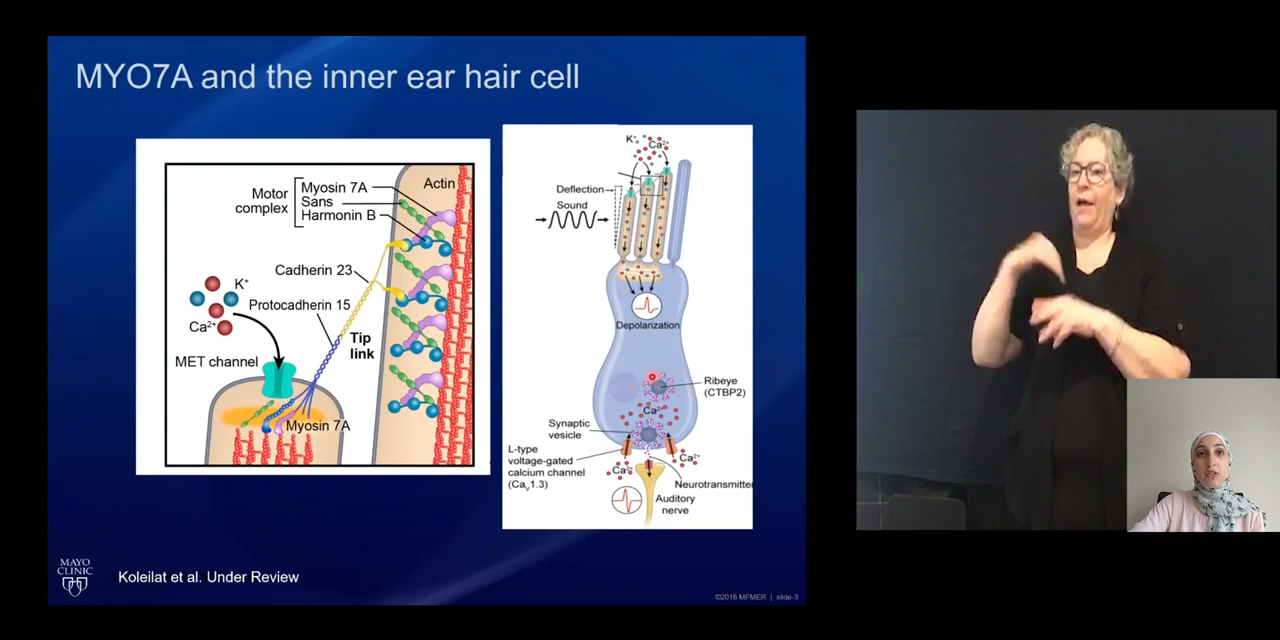 MYO7A and the inner ear hair cell
Motor
complex
Myosin 7A
Sans
Harmonin B
Actin
Cadherin 23
K⁺
Protocadherin 15
Ca²⁺
Tip
link
MET channel
Myosin 7A
K⁺
Ca²⁺
Deflection
Sound
Depolarization
Ribeye
(CTBP2)
Ca²⁺
Synaptic
vesicle
L-type
voltage-gated
calcium channel
(Caᵥ1.3)
Ca²⁺
Ca²⁺
Neurotransmitter
Auditory
nerve
MAYO
CLINIC
Koleilat et al. Under Review
©2016 MFMER | slide-3